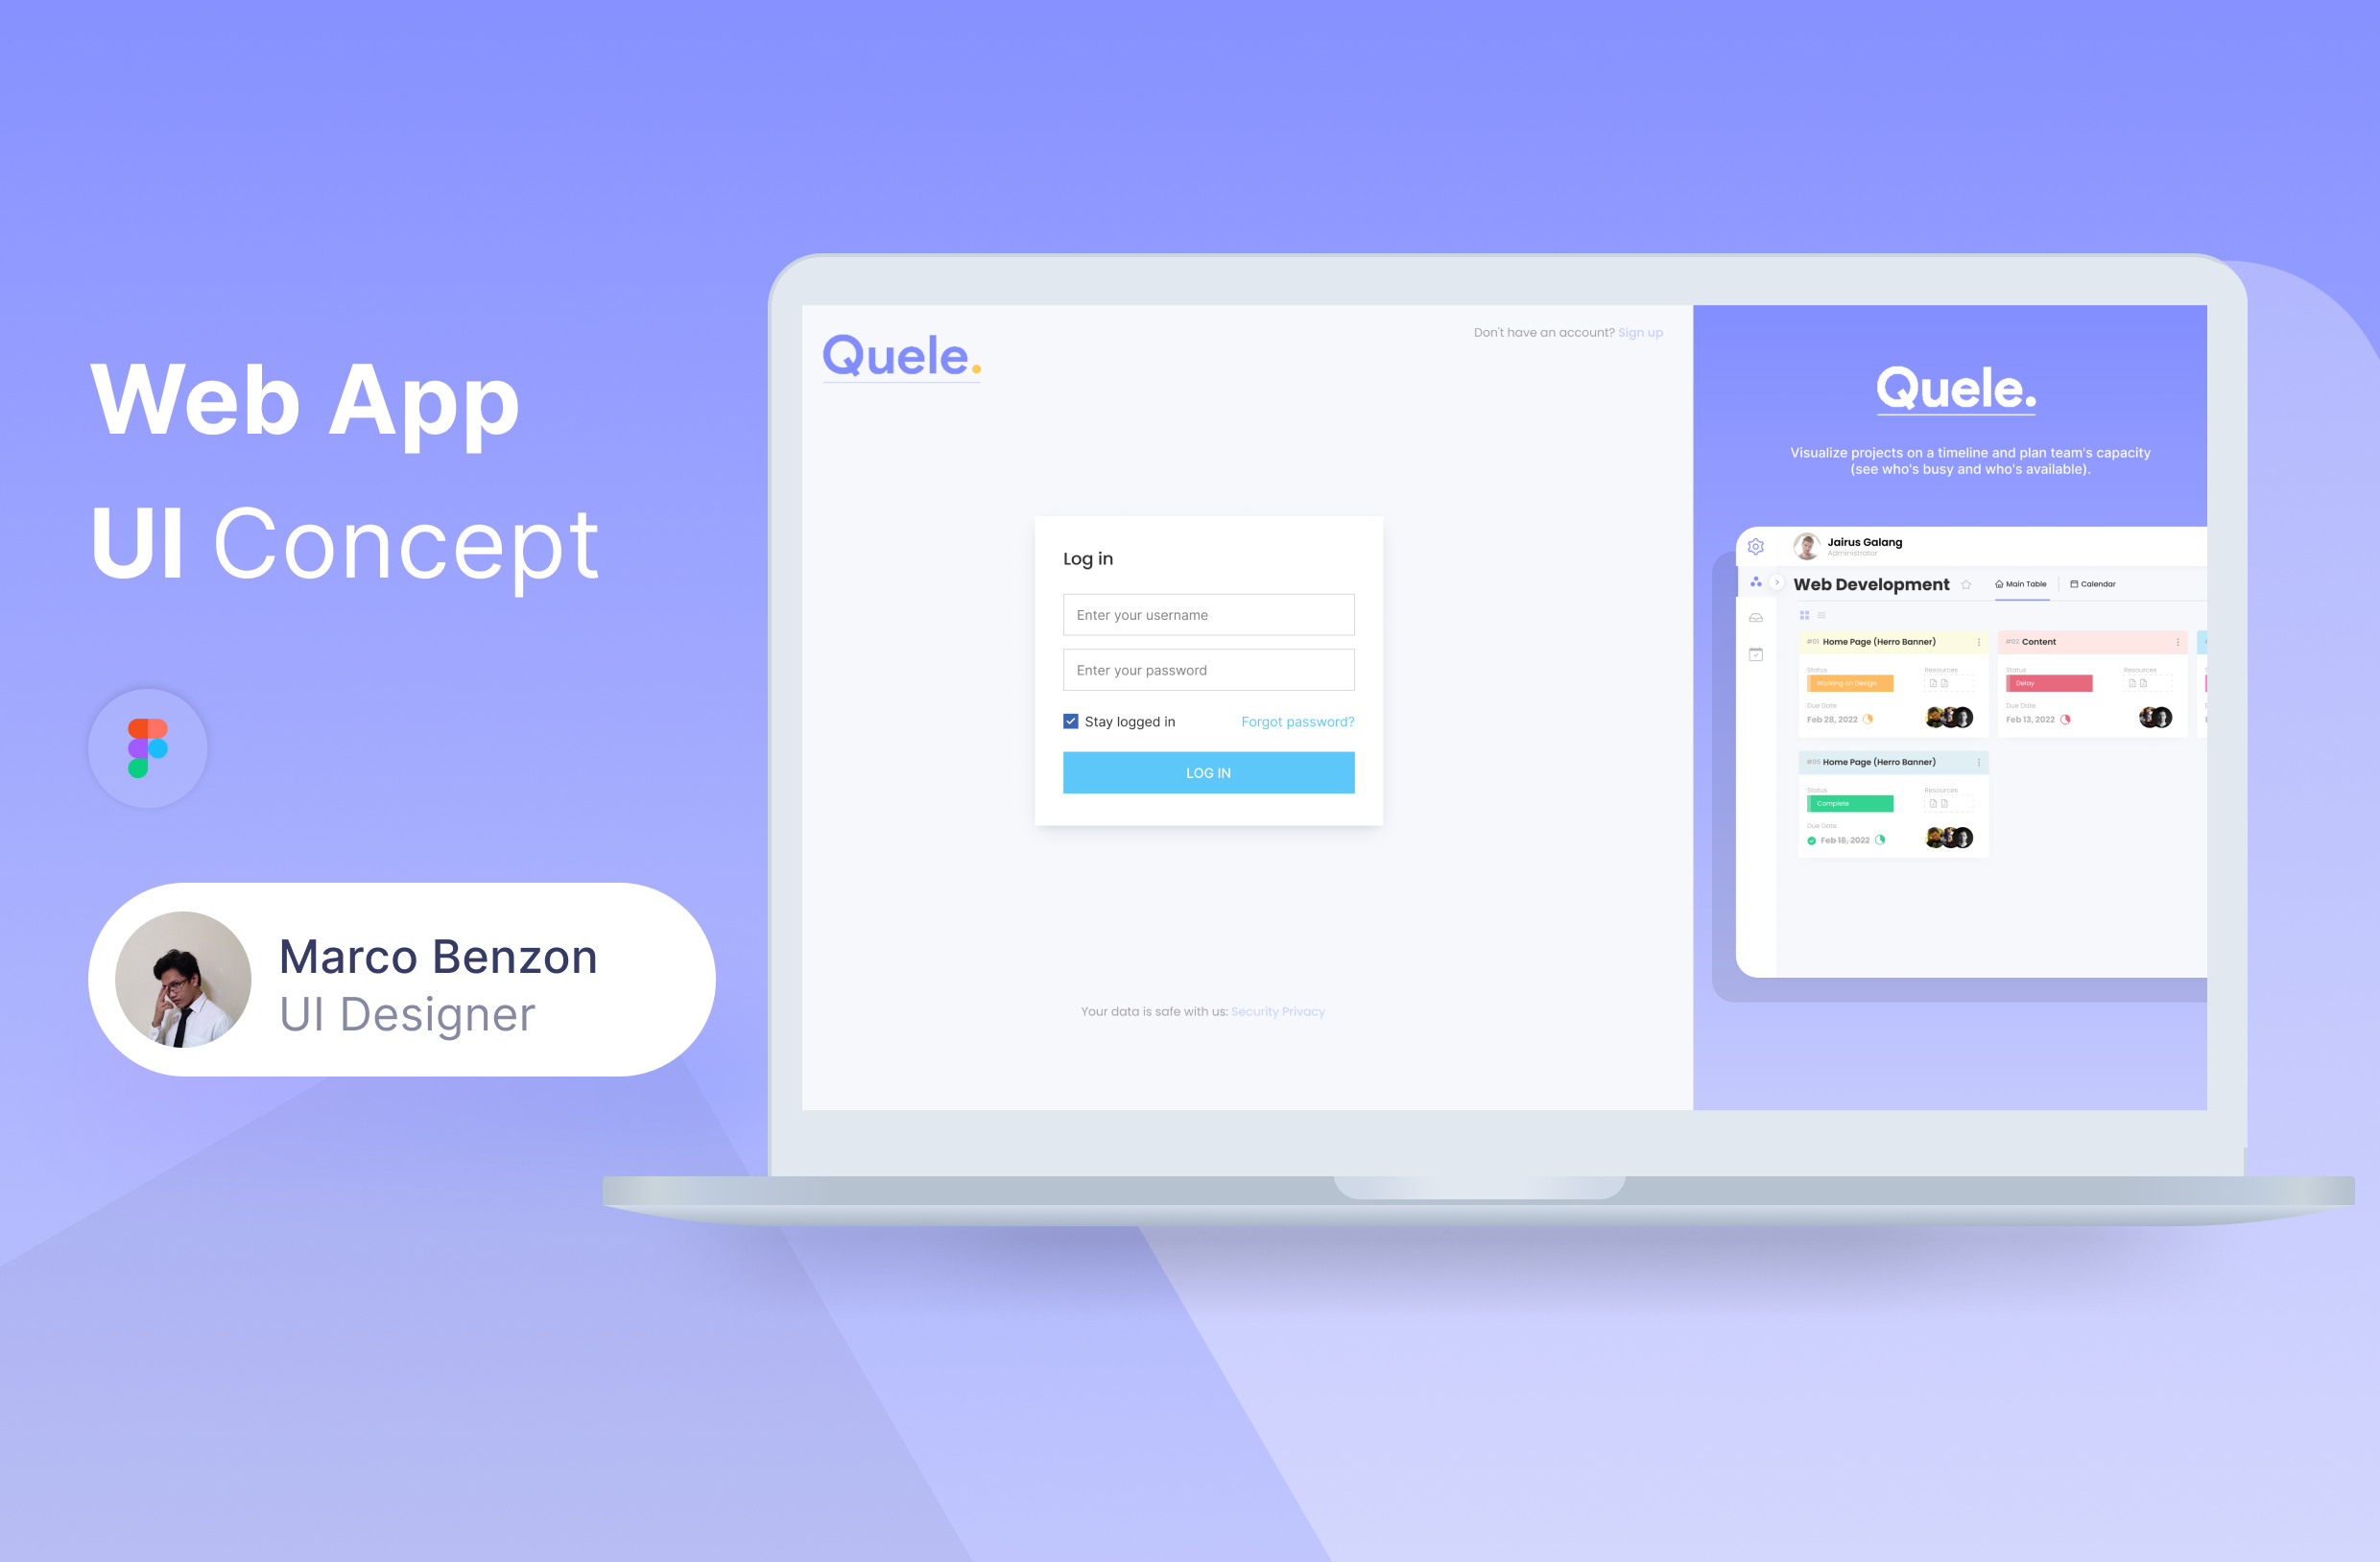 Web App
UI Concept
Marco Benzon
UI Designer
Quele.
Don't have an account? Sign up
Log in
Enter your username
Enter your password
Stay logged in
Forgot password?
LOG IN
Your data is safe with us: Security Privacy
Quele.
Visualize projects on a timeline and plan team's capacity
(see who's busy and who's available).
Jairus Galang
Administrator
Web Development
Main Table
Calendar
#01 Home Page (Herro Banner)
Status
Resources
Working on Design
Due Date
Feb 28, 2022
#02 Content
Status
Resources
Delay
Due Date
Feb 13, 2022
#05 Home Page (Herro Banner)
Status
Resources
Complete
Due Date
Feb 18, 2022